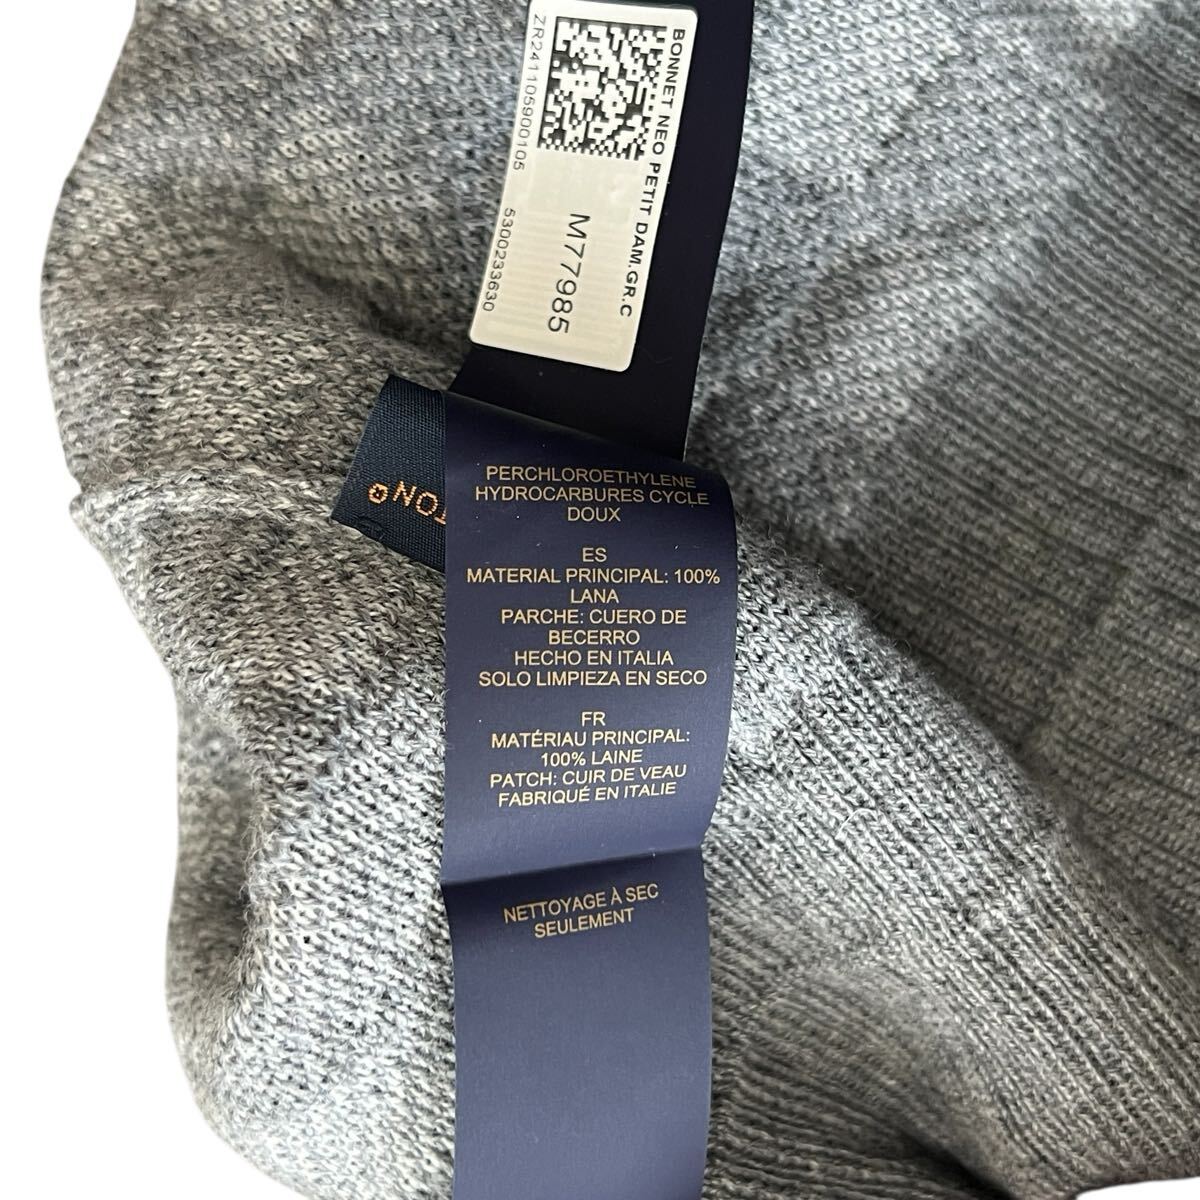 BONNET NEO PETIT DAM.GR.C
M77985
ZR241105900105
5300233630
TON
PERCHLOROETHYLENE
HYDROCARBURES CYCLE
DOUX
ES
MATERIAL PRINCIPAL: 100%
LANA
PARCHE: CUERO DE
BECERRO
HECHO EN ITALIA
SOLO LIMPIEZA EN SECO
FR
MATÉRIAU PRINCIPAL:
100% LAINE
PATCH: CUIR DE VEAU
FABRIQUÉ EN ITALIE
NETTOYAGE À SEC
SEULEMENT